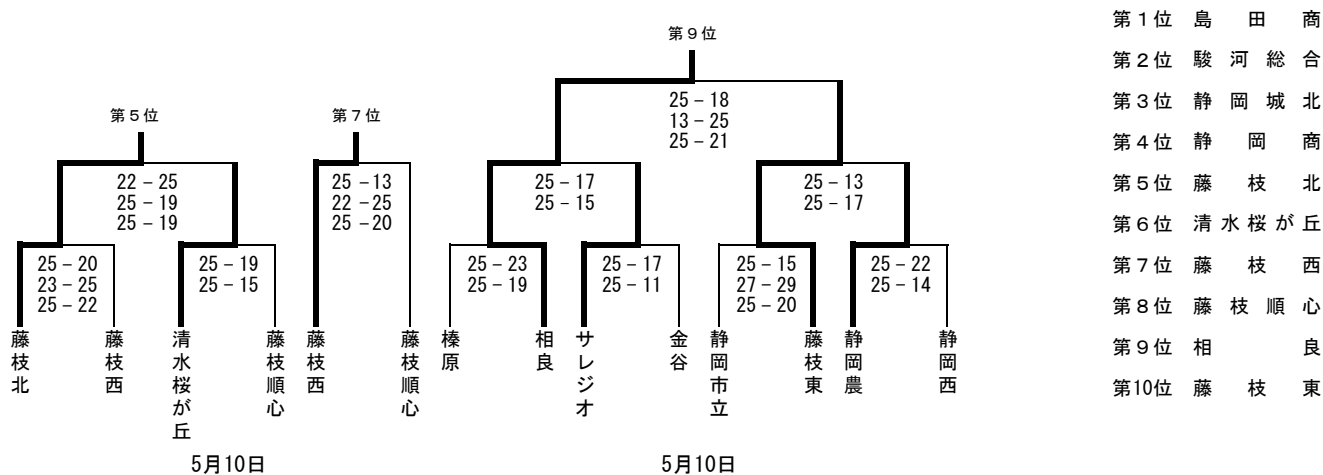 第9位
25－18
13－25
25－21
第5位
22－25
25－19
25－19
第7位
25－13
22－25
25－20
25－17
25－15
25－13
25－17
25－20
23－25
25－22
25－19
25－15
25－23
25－19
25－17
25－11
25－15
27－29
25－20
25－22
25－14
藤枝北
藤枝西
清水桜が丘
藤枝順心
藤枝西
藤枝順心
榛原
相良
サレジオ
金谷
静岡市立
藤枝東
静岡農
静岡西
5月10日
5月10日
第1位 島田商
第2位 駿河総合
第3位 静岡城北
第4位 静岡商
第5位 藤枝北
第6位 清水桜が丘
第7位 藤枝西
第8位 藤枝順心
第9位 相良
第10位 藤枝東